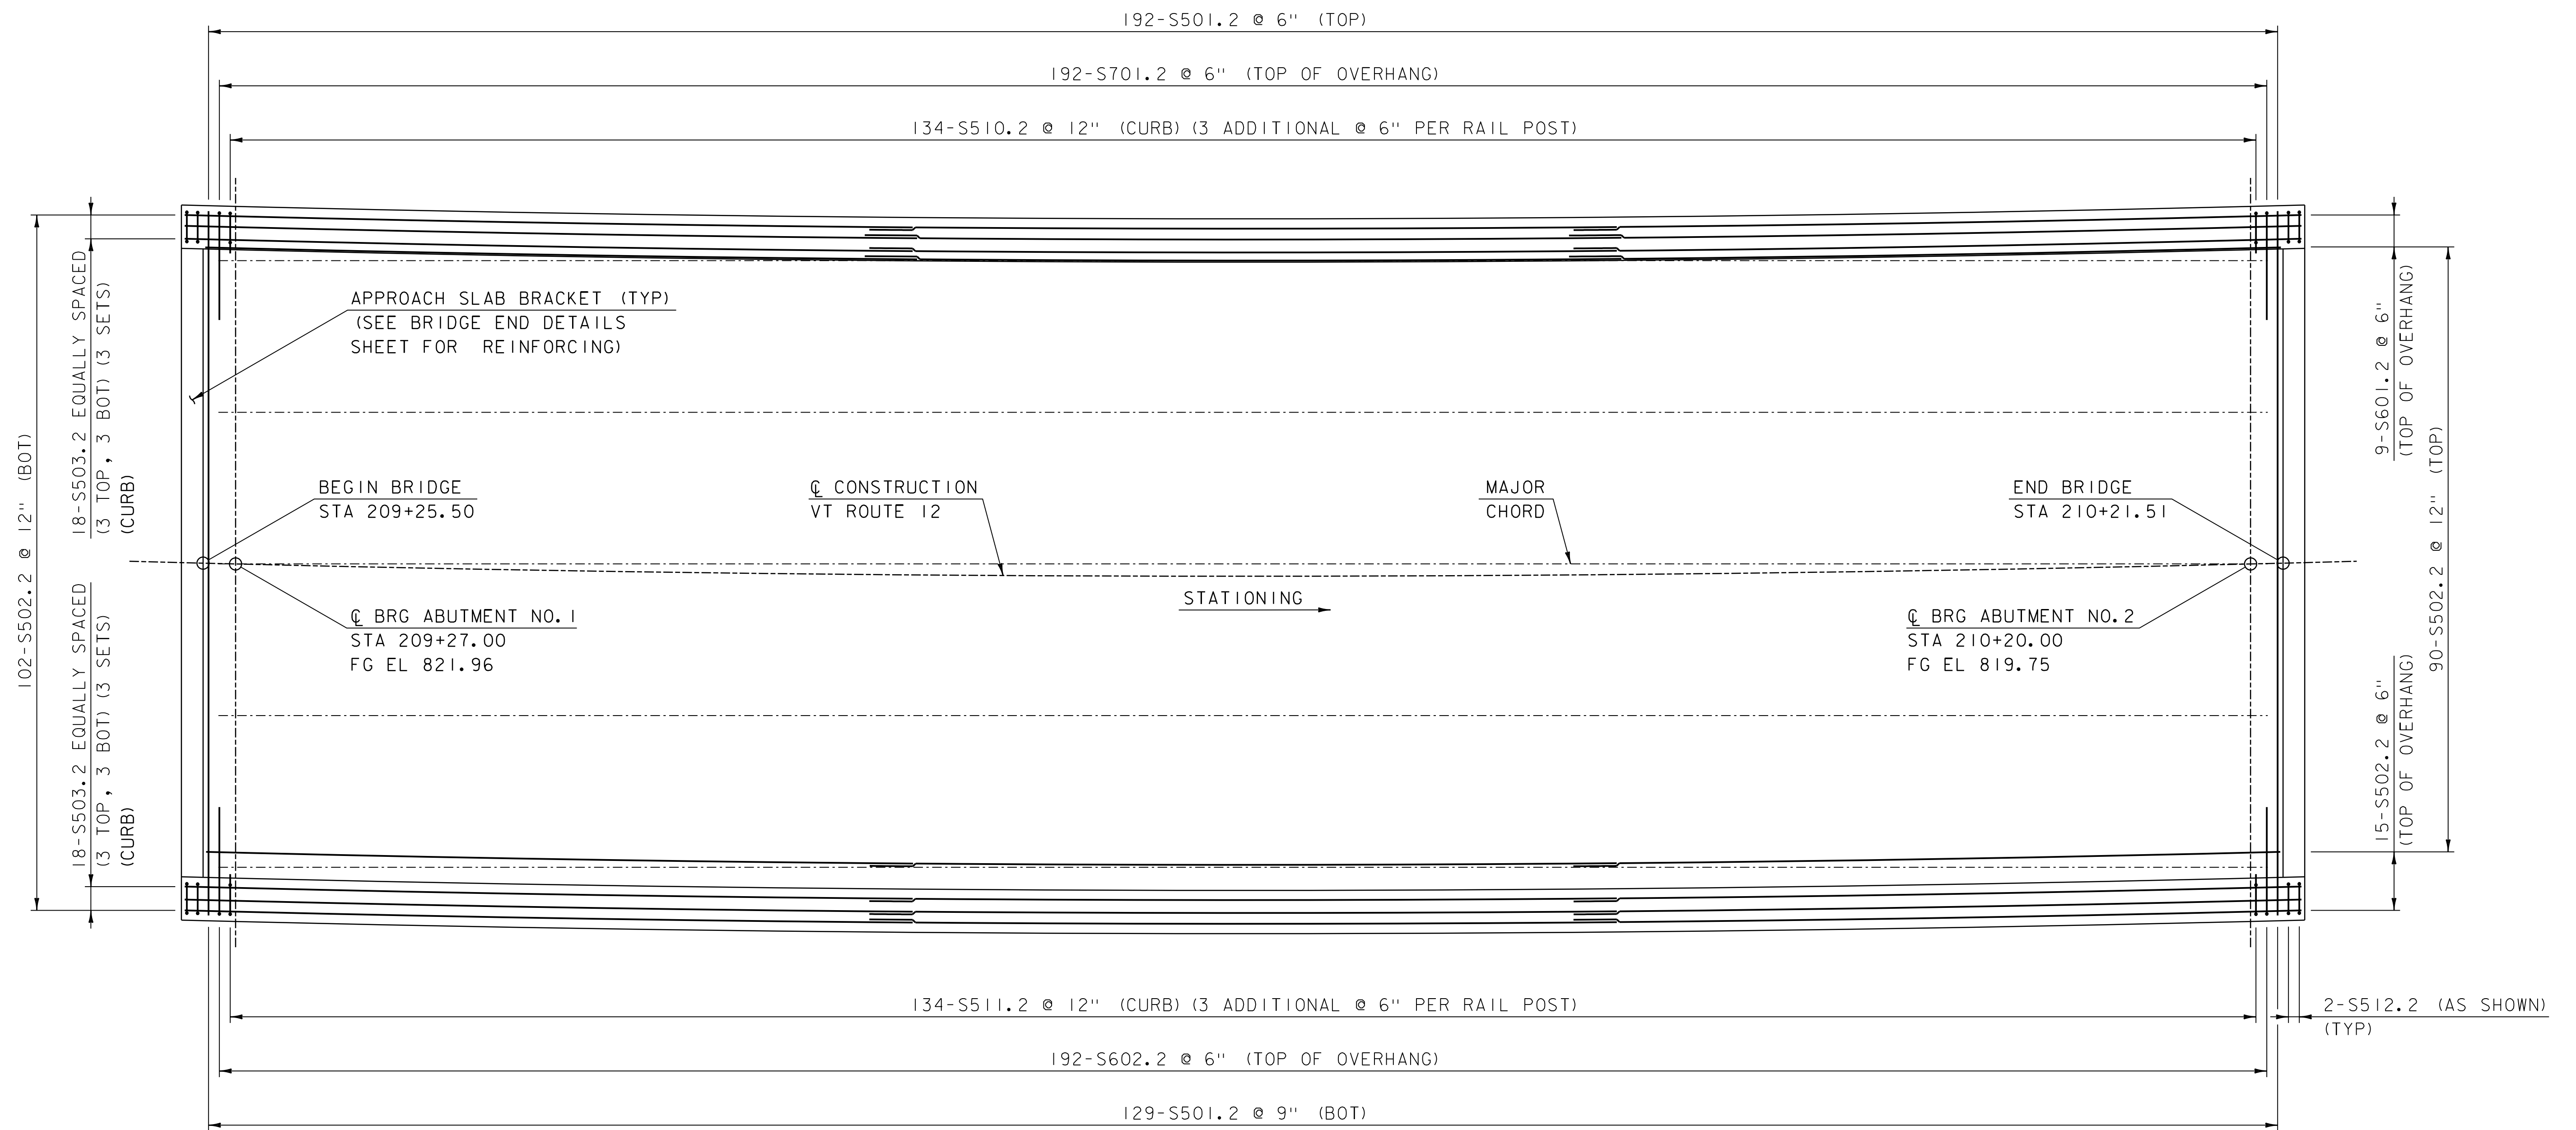 192-S501.2 @ 6" (TOP)
192-S701.2 @ 6" (TOP OF OVERHANG)
134-S510.2 @ 12" (CURB) (3 ADDITIONAL @ 6" PER RAIL POST)
102-S502.2 @ 12" (BOT)
18-S503.2 EQUALLY SPACED
(3 TOP, 3 BOT) (3 SETS)
(CURB)
18-S503.2 EQUALLY SPACED
(3 TOP, 3 BOT) (3 SETS)
(CURB)
APPROACH SLAB BRACKET (TYP)
(SEE BRIDGE END DETAILS
SHEET FOR REINFORCING)
BEGIN BRIDGE
STA 209+25.50
℄ CONSTRUCTION
VT ROUTE 12
MAJOR
CHORD
END BRIDGE
STA 210+21.51
STATIONING
℄ BRG ABUTMENT NO.1
STA 209+27.00
FG EL 821.96
℄ BRG ABUTMENT NO.2
STA 210+20.00
FG EL 819.75
9-S601.2 @ 6"
(TOP OF OVERHANG)
90-S502.2 @ 12" (TOP)
15-S502.2 @ 6"
(TOP OF OVERHANG)
134-S511.2 @ 12" (CURB) (3 ADDITIONAL @ 6" PER RAIL POST)
2-S512.2 (AS SHOWN)
(TYP)
192-S602.2 @ 6" (TOP OF OVERHANG)
129-S501.2 @ 9" (BOT)